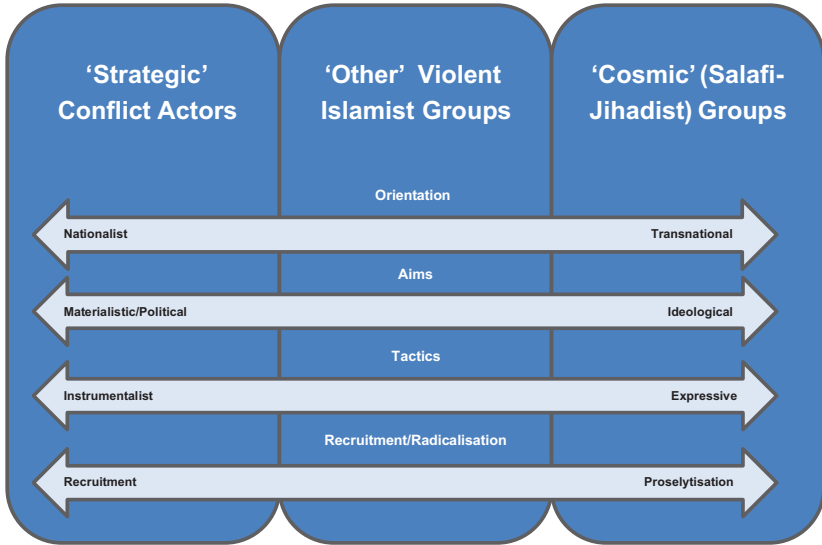 ‘Strategic’
Conflict Actors
‘Other’ Violent
Islamist Groups
‘Cosmic’ (Salafi-
Jihadist) Groups
Orientation
Nationalist
Transnational
Aims
Materialistic/Political
Ideological
Tactics
Instrumentalist
Expressive
Recruitment/Radicalisation
Recruitment
Proselytisation